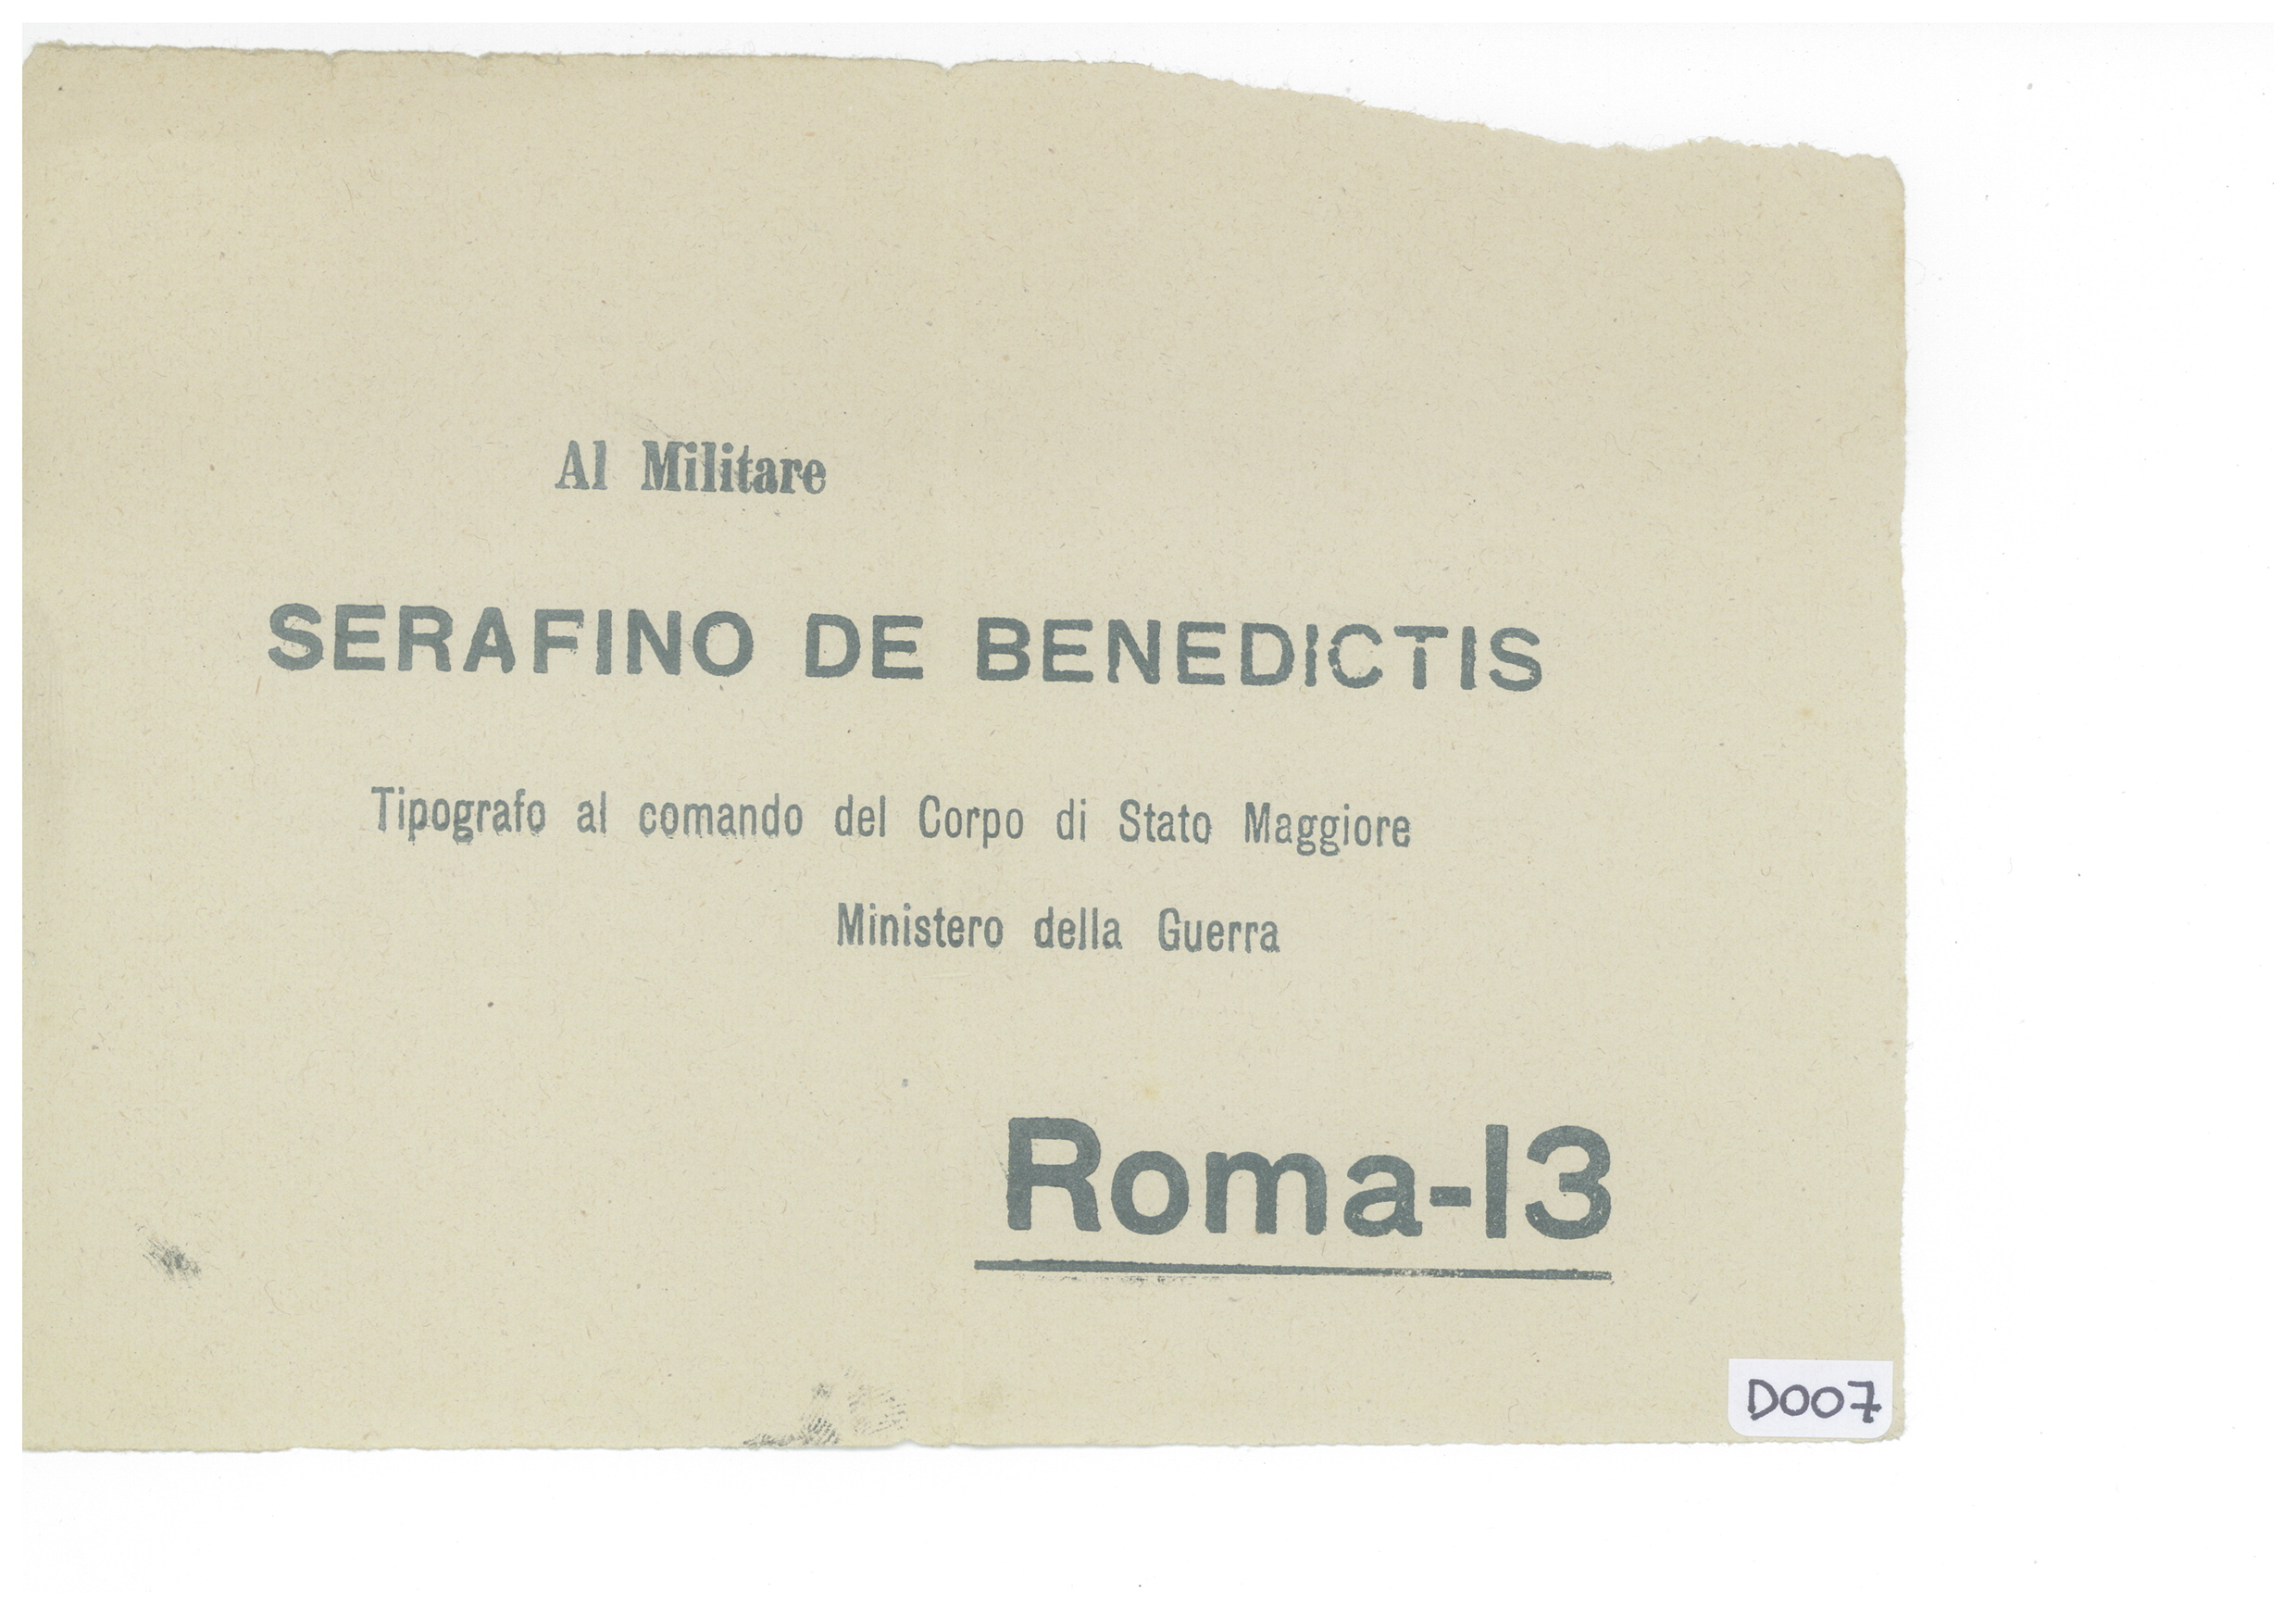 Al Militare
SERAFINO DE BENEDICTIS
Tipografo al comando del Corpo di Stato Maggiore
Ministero della Guerra
Roma-13
D007